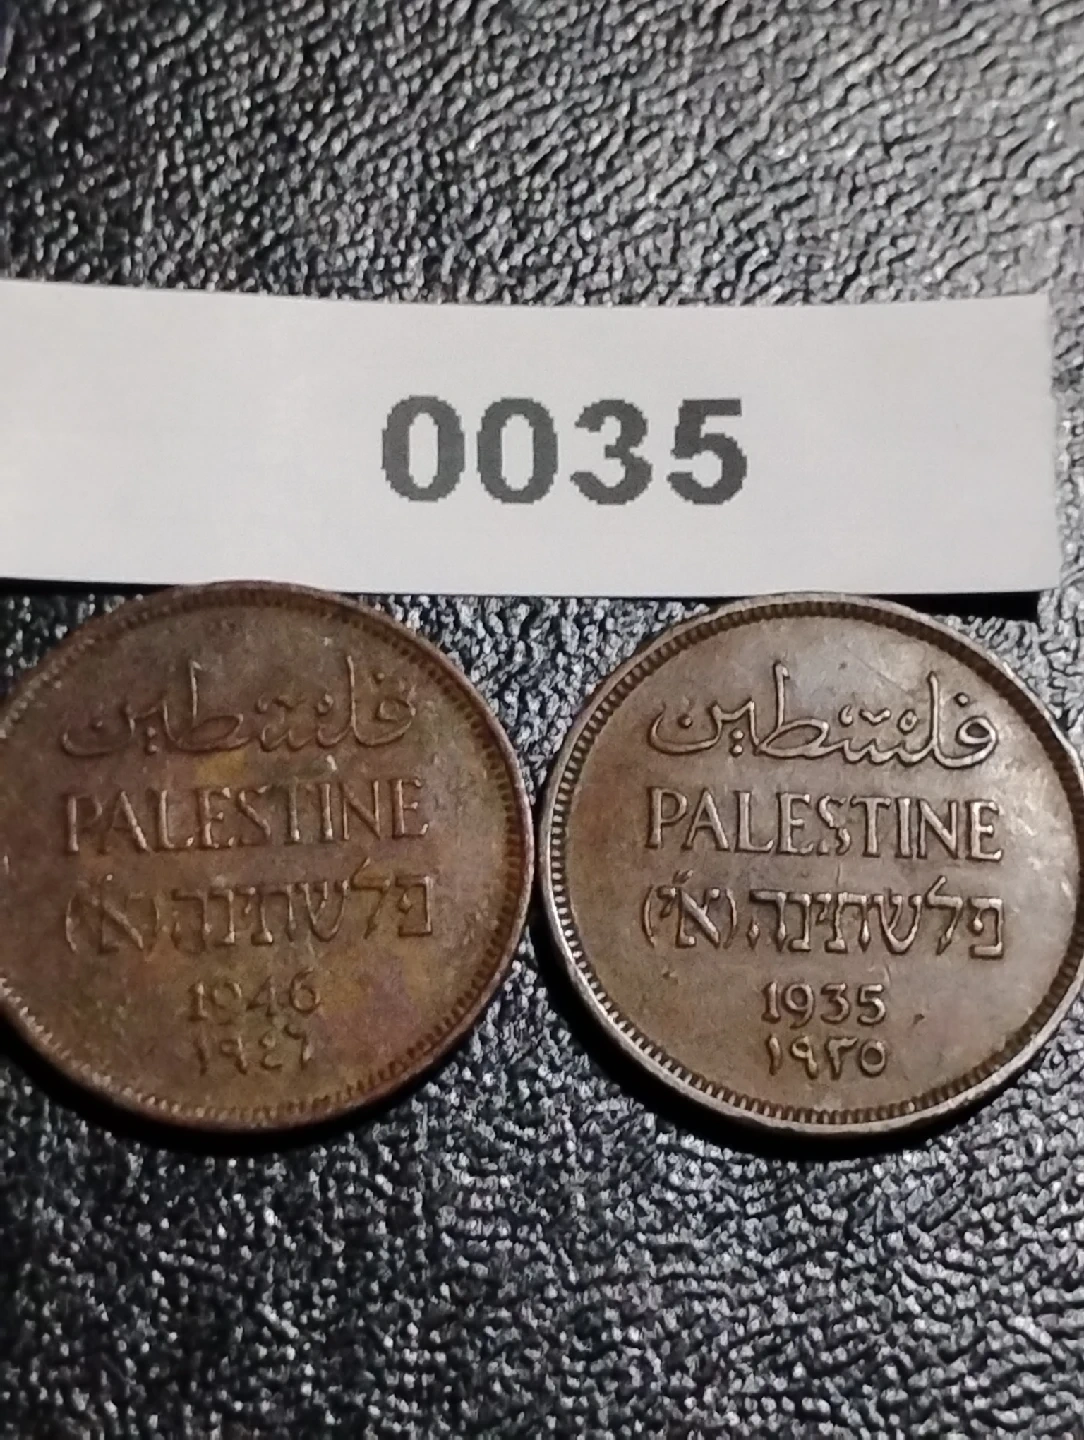 0035
فلسطين
PALESTINE
פלשתינה (א״י)
1946
١٩٤٦
فلسطين
PALESTINE
פלשתינה (א״י)
1935
١٩٣٥